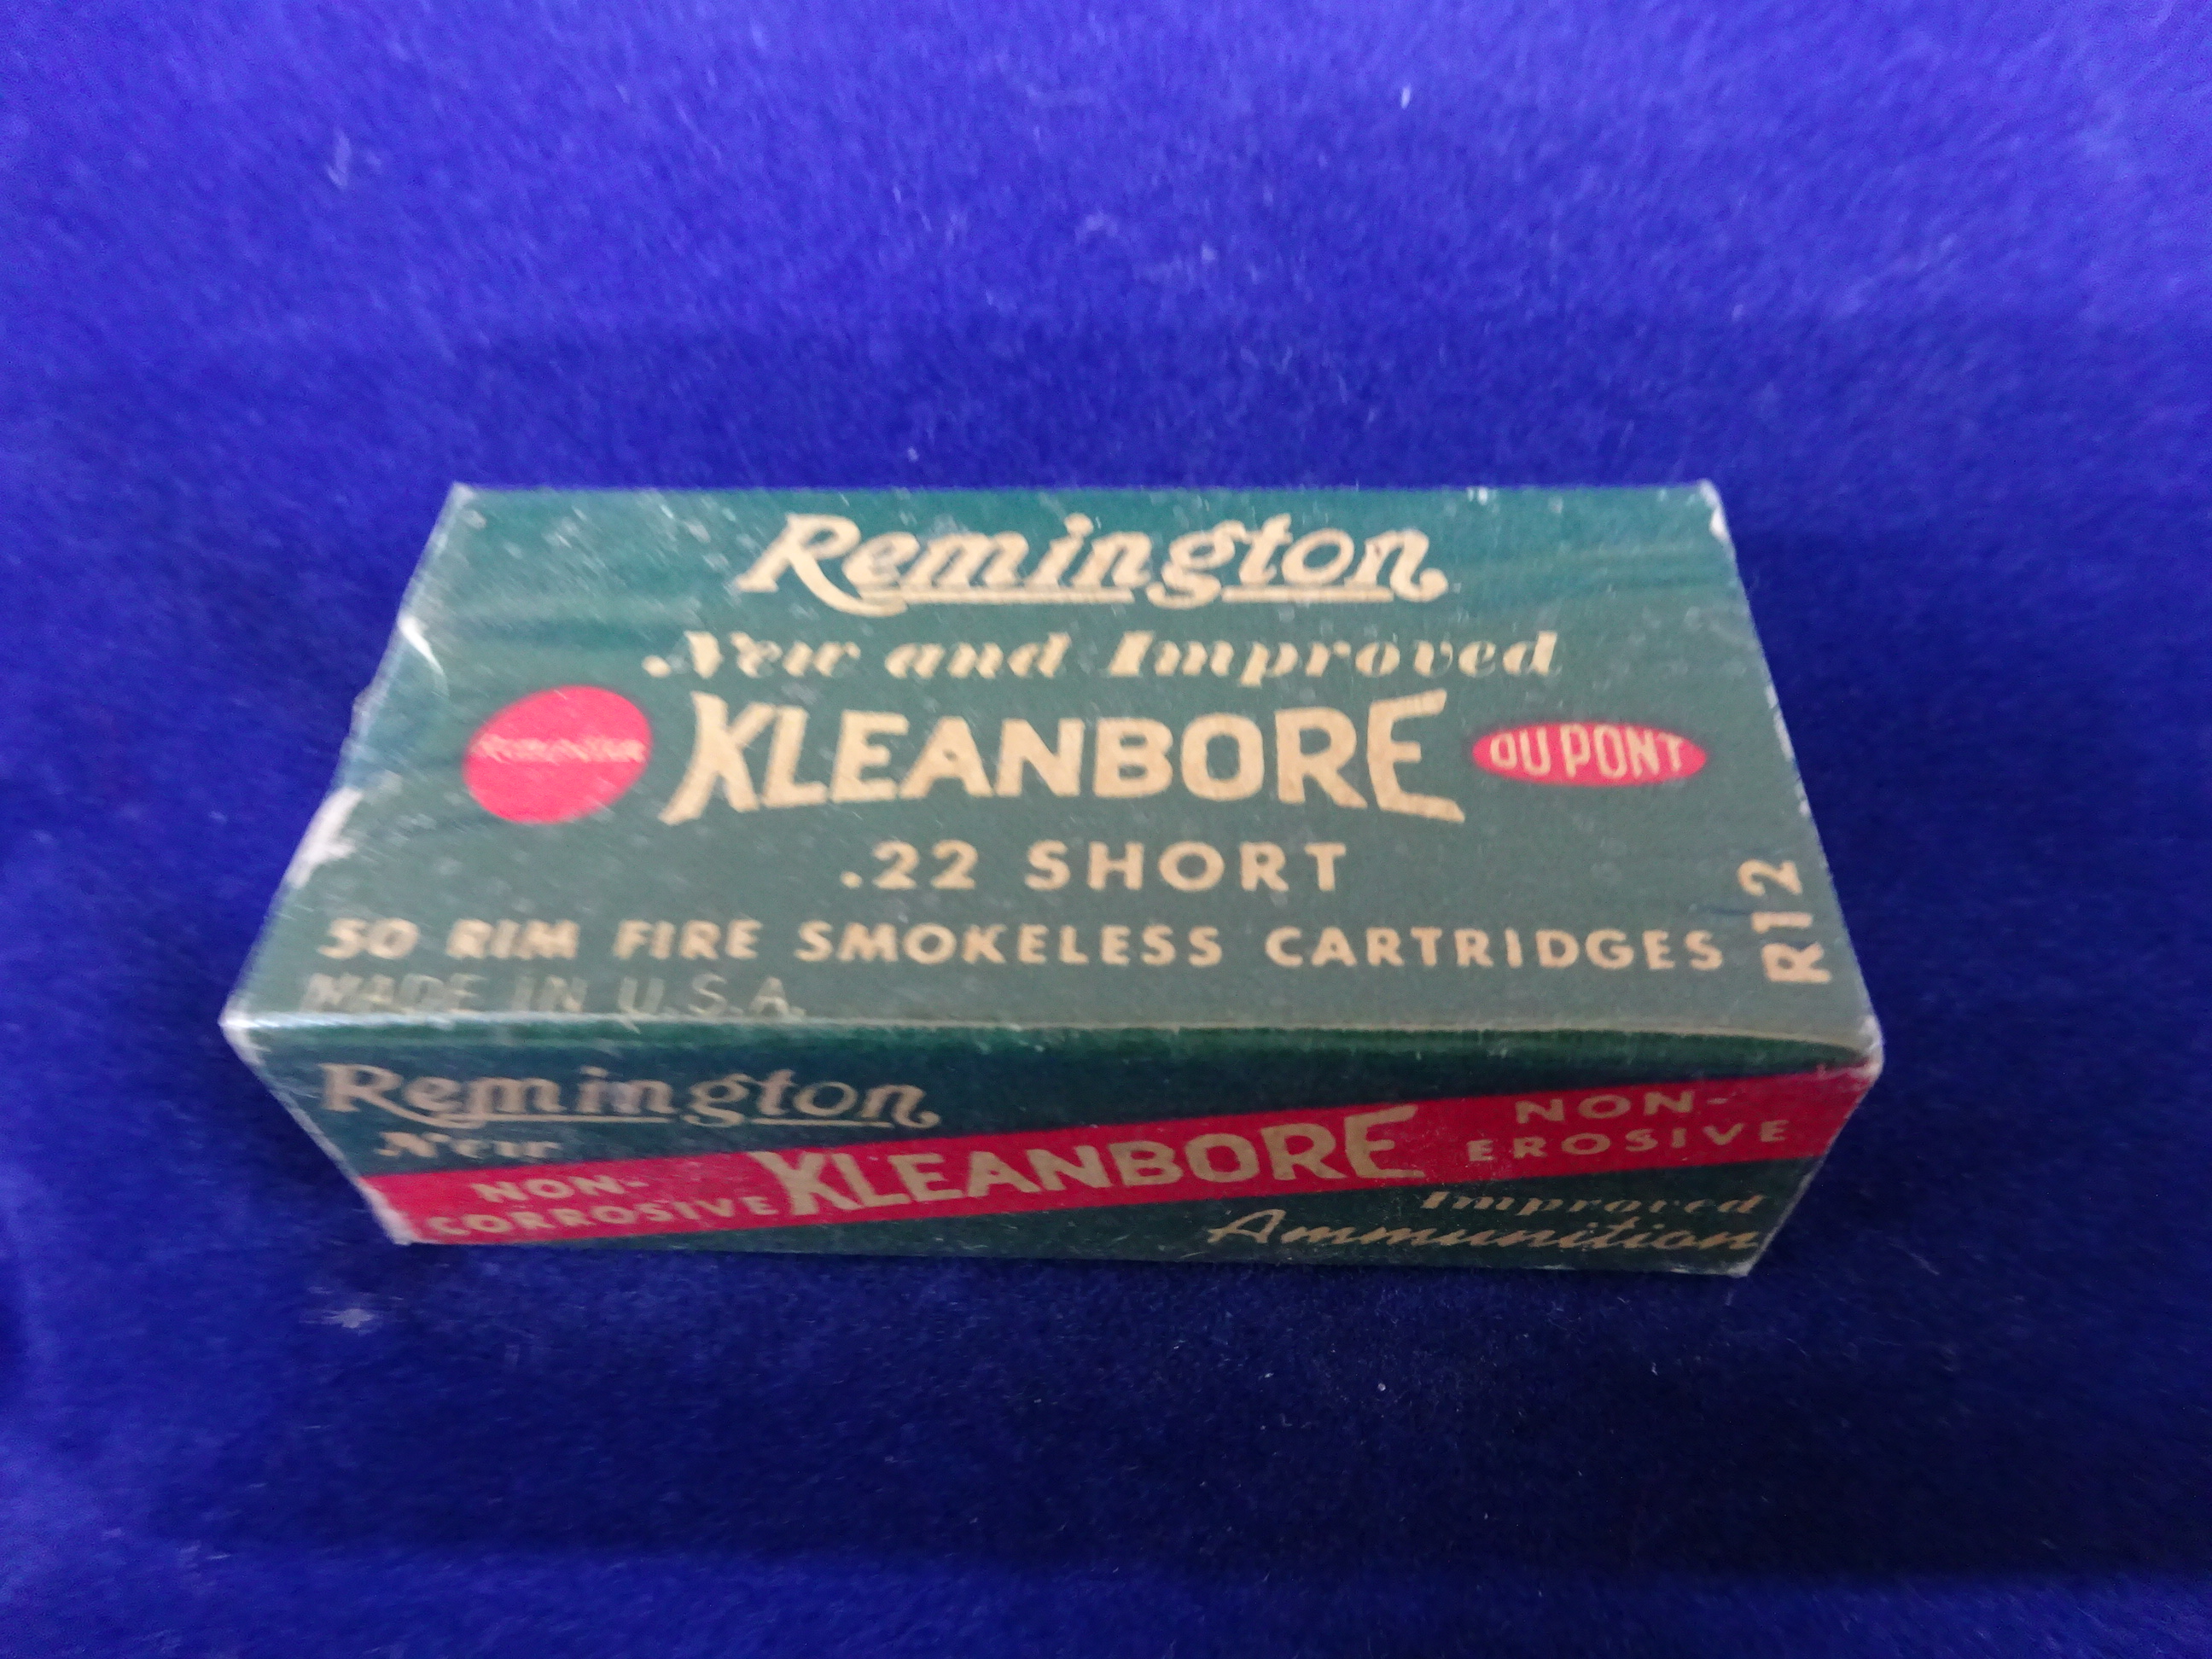 Remington
New and Improved
Remington
KLEANBORE
DU PONT
.22 SHORT
50 RIM FIRE SMOKELESS CARTRIDGES
R12
MADE IN U.S.A.
Remington
New
NON-
CORROSIVE
KLEANBORE
NON-
EROSIVE
Improved
Ammunition